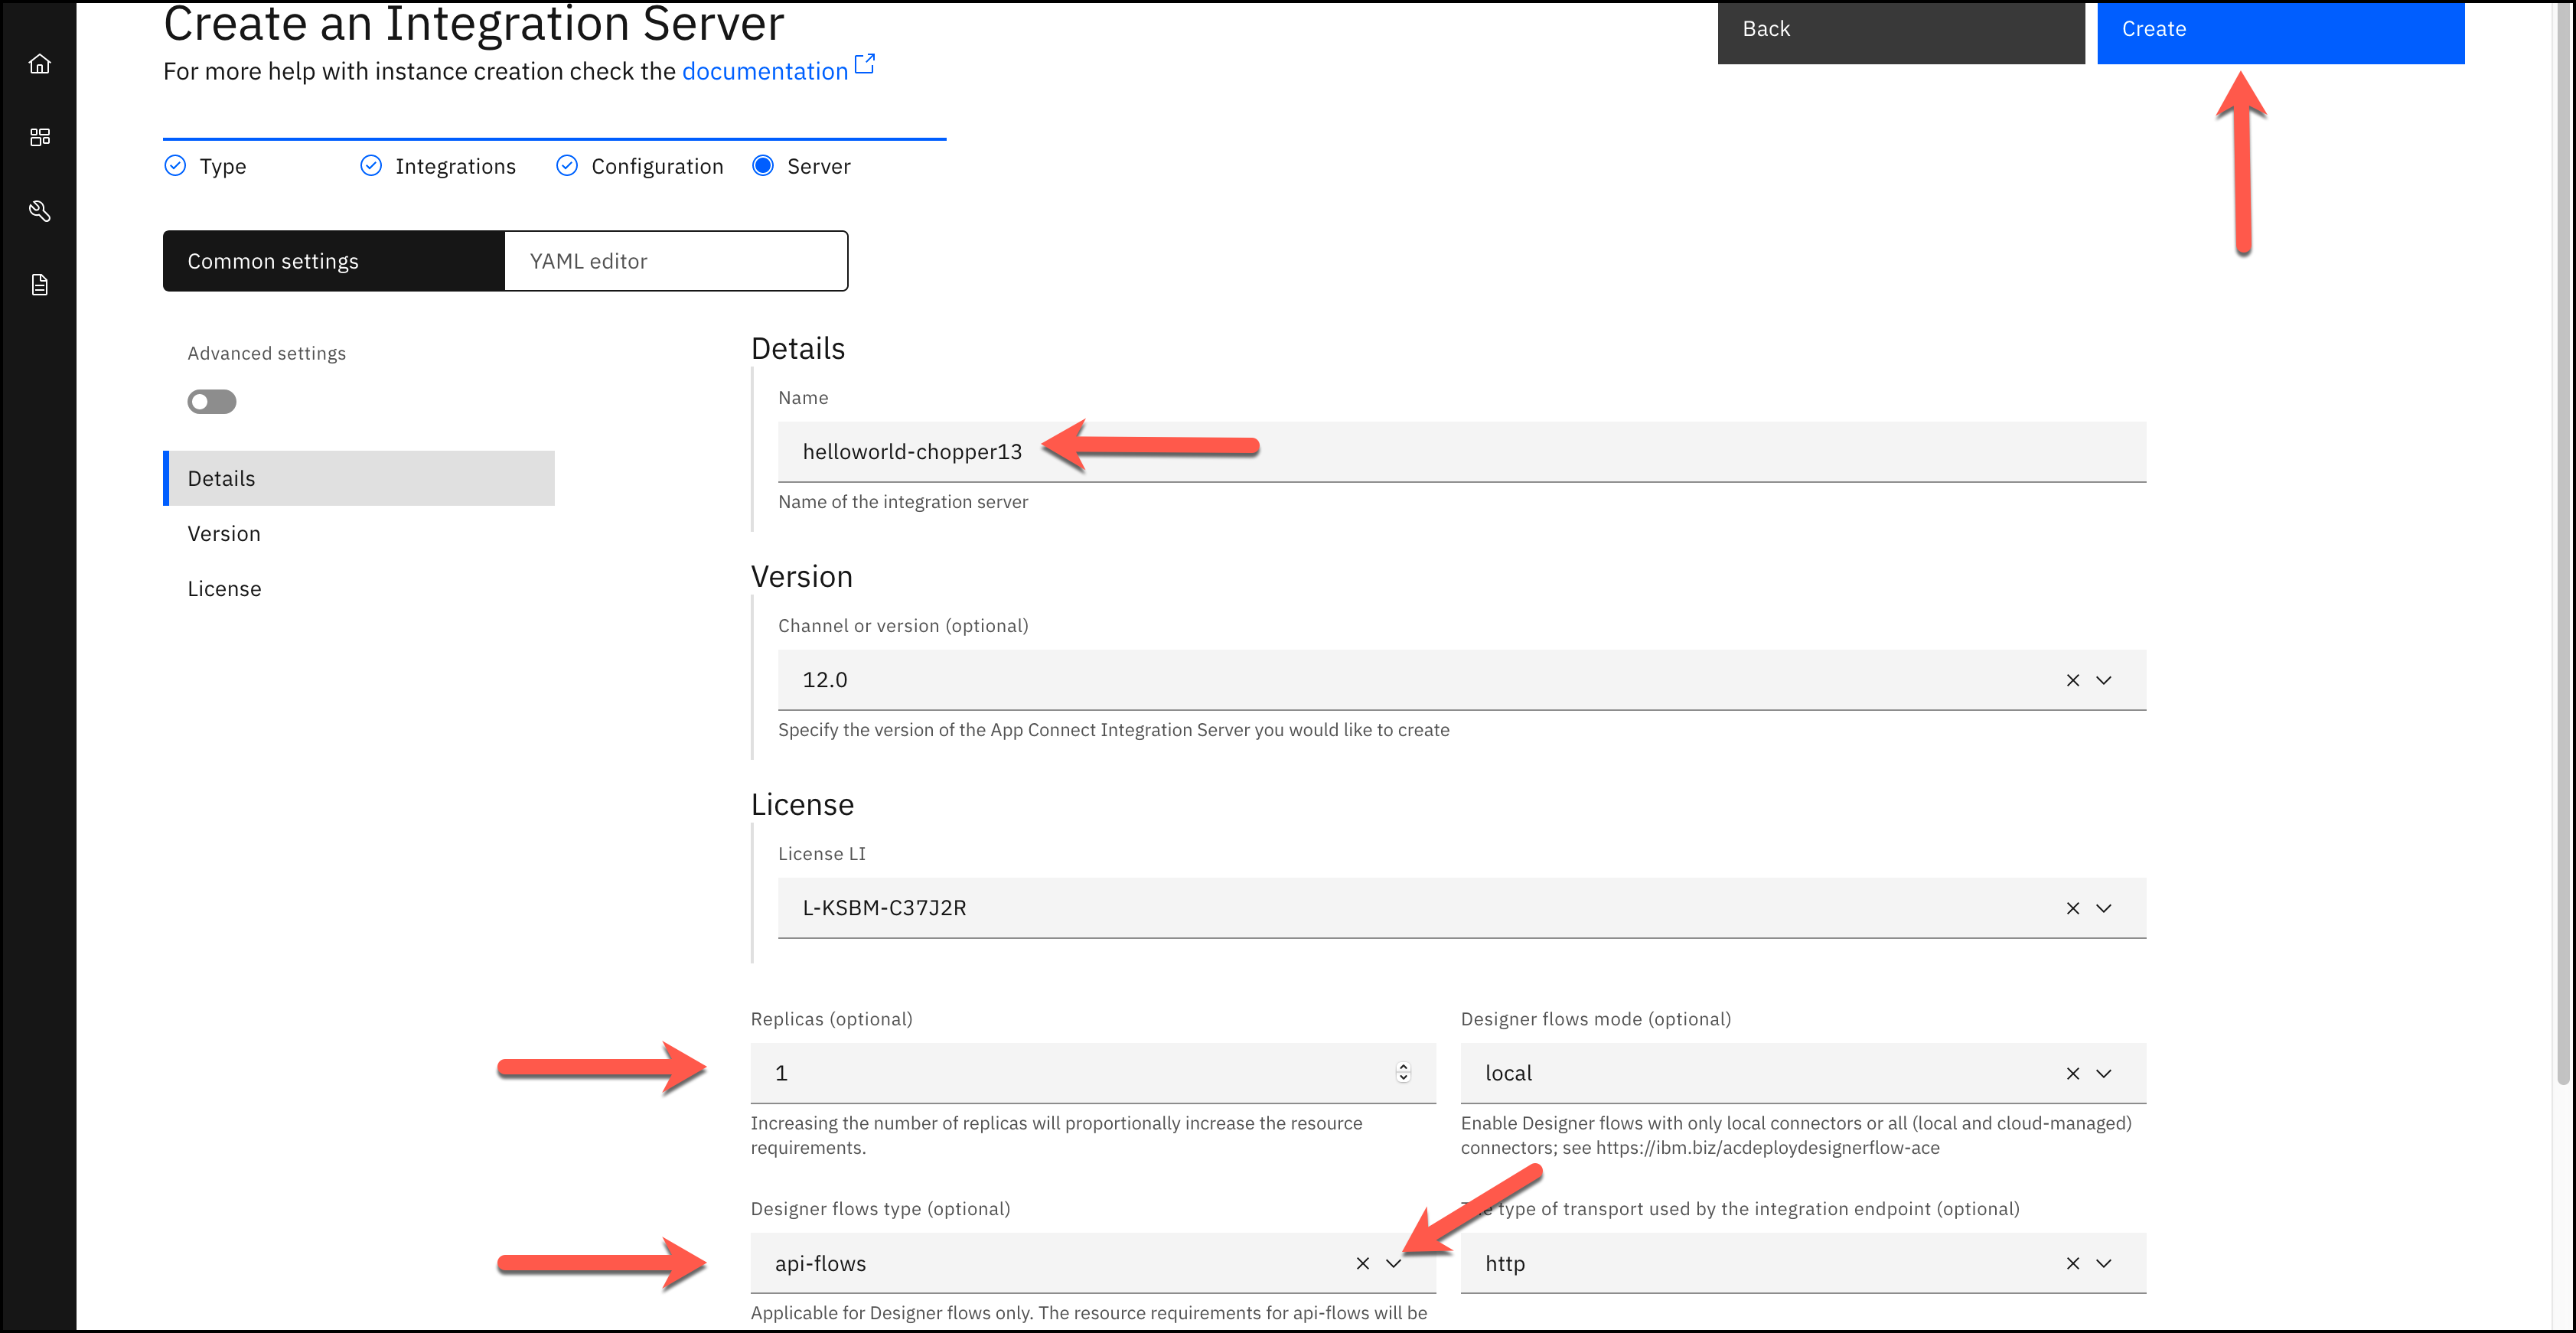 Create an Integration Server
Back
Create
For more help with instance creation check the documentation
Type
Integrations
Configuration
Server
Common settings
YAML editor
Advanced settings
Details
Version
License
Details
Name
helloworld-chopper13
Name of the integration server
Version
Channel or version (optional)
12.0
Specify the version of the App Connect Integration Server you would like to create
License
License LI
L-KSBM-C37J2R
Replicas (optional)
1
Increasing the number of replicas will proportionally increase the resource
requirements.
Designer flows mode (optional)
local
Enable Designer flows with only local connectors or all (local and cloud-managed)
connectors; see https://ibm.biz/acdeploydesignerflow-ace
Designer flows type (optional)
api-flows
Applicable for Designer flows only. The resource requirements for api-flows will be
type of transport used by the integration endpoint (optional)
http